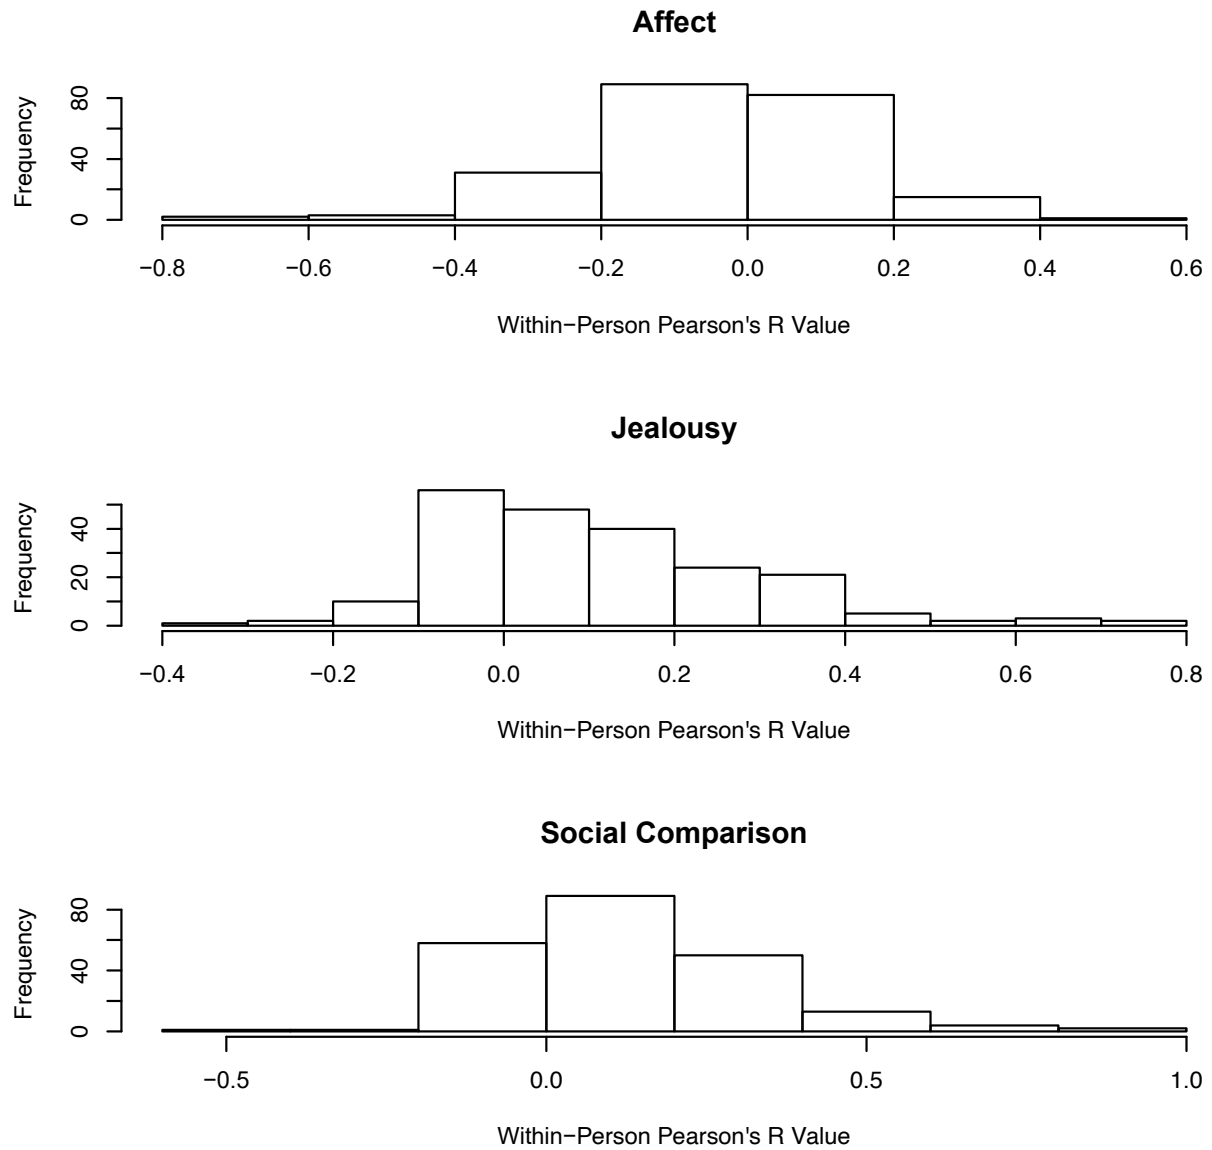 Affect
Frequency
80
40
0
−0.8 −0.6 −0.4 −0.2 0.0 0.2 0.4 0.6
Within−Person Pearson's R Value
Jealousy
Frequency
40
20
0
−0.4 −0.2 0.0 0.2 0.4 0.6 0.8
Within−Person Pearson's R Value
Social Comparison
Frequency
80
40
0
−0.5 0.0 0.5 1.0
Within−Person Pearson's R Value